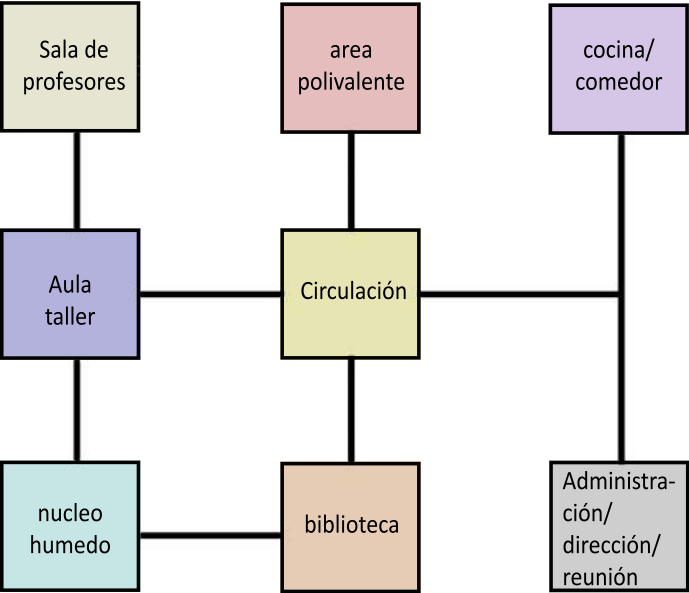 Sala de
profesores
area
polivalente
cocina/
comedor
Aula
taller
Circulación
nucleo
humedo
biblioteca
Administra-
ción/
dirección/
reunión